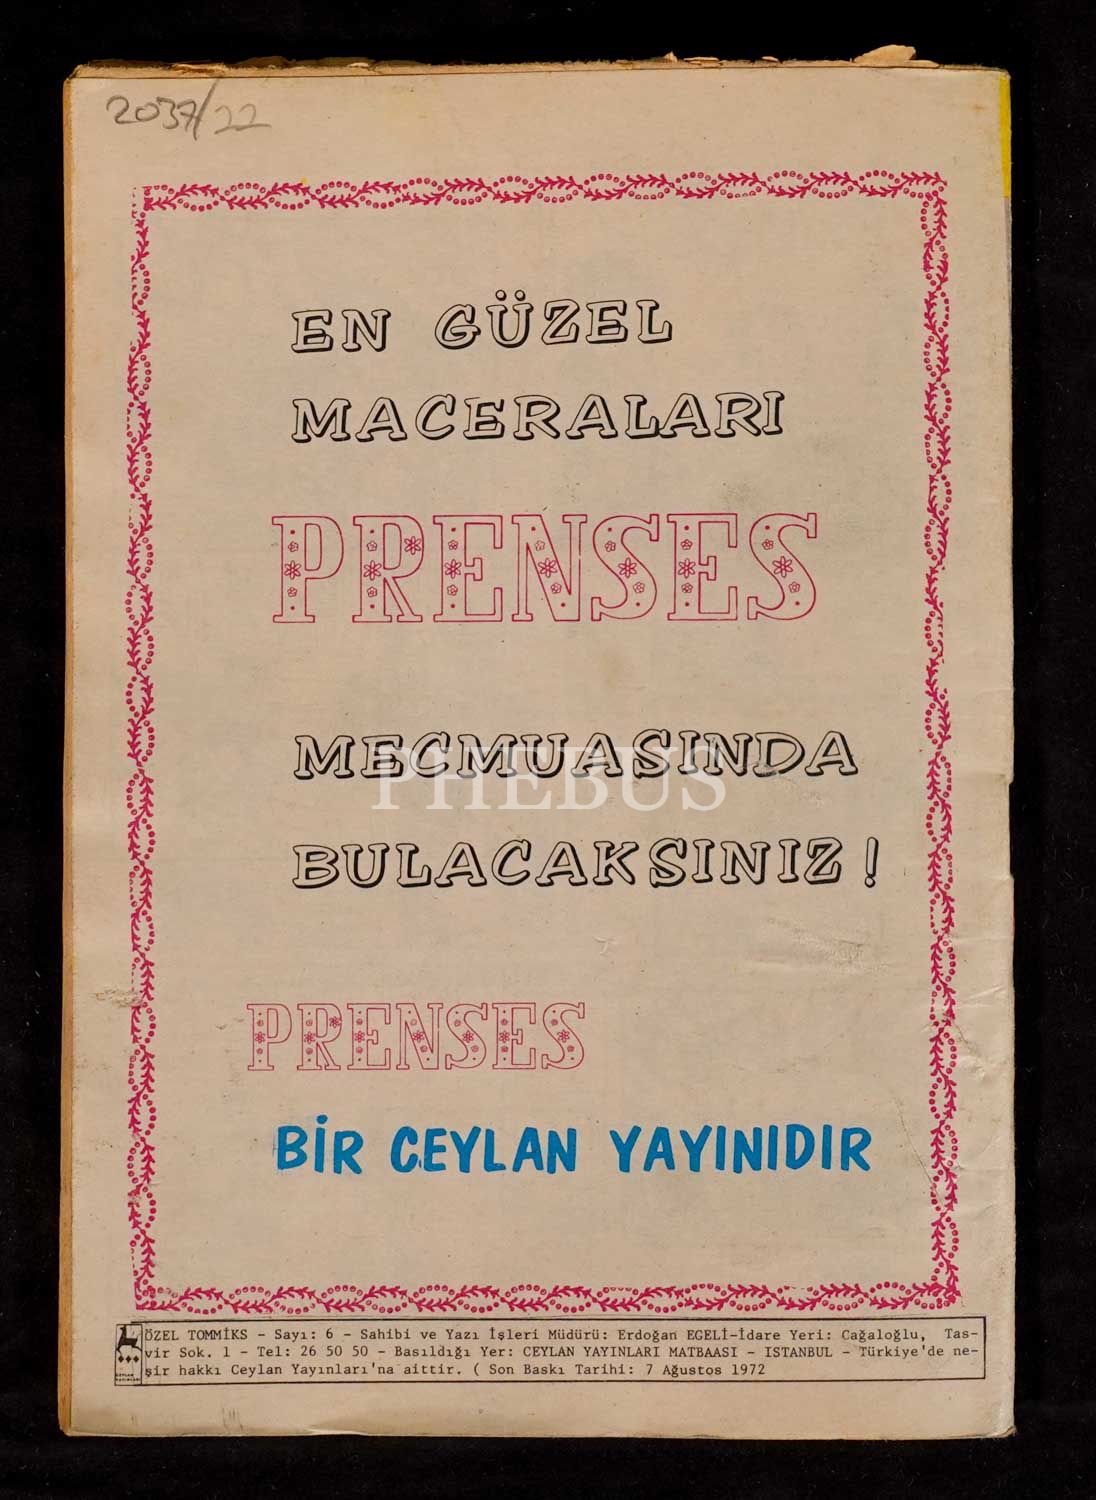 2037/22
EN GÜZEL
MACERALARI
PRENSES
MECMUASINDA
PHEBUS
BULACAKSINIZ!
PRENSES
BİR CEYLAN YAYINIDIR
ÖZEL TOMMİKS - Sayı: 6 - Sahibi ve Yazı İşleri Müdürü: Erdoğan EGELİ-İdare Yeri: Cağaloğlu, Tas-
vir Sok. 1 - Tel: 26 50 50 - Basıldığı Yer: CEYLAN YAYINLARI MATBAASI - ISTANBUL - Türkiye'de ne-
şir hakkı Ceylan Yayınları'na aittir. ( Son Baskı Tarihi: 7 Ağustos 1972
CEYLAN
YAYINLARI